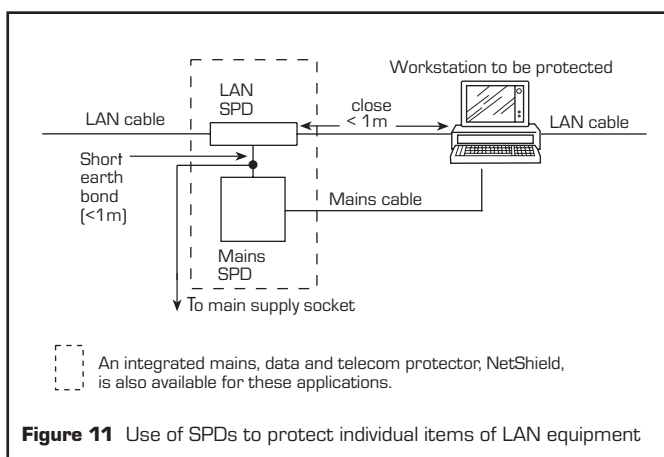 Workstation to be protected
LAN
SPD
close
< 1m
LAN cable
LAN cable
Short
earth
bond
(<1m)
Mains cable
Mains
SPD
To main supply socket
An integrated mains, data and telecom protector, NetShield,
is also available for these applications.
Figure 11 Use of SPDs to protect individual items of LAN equipment